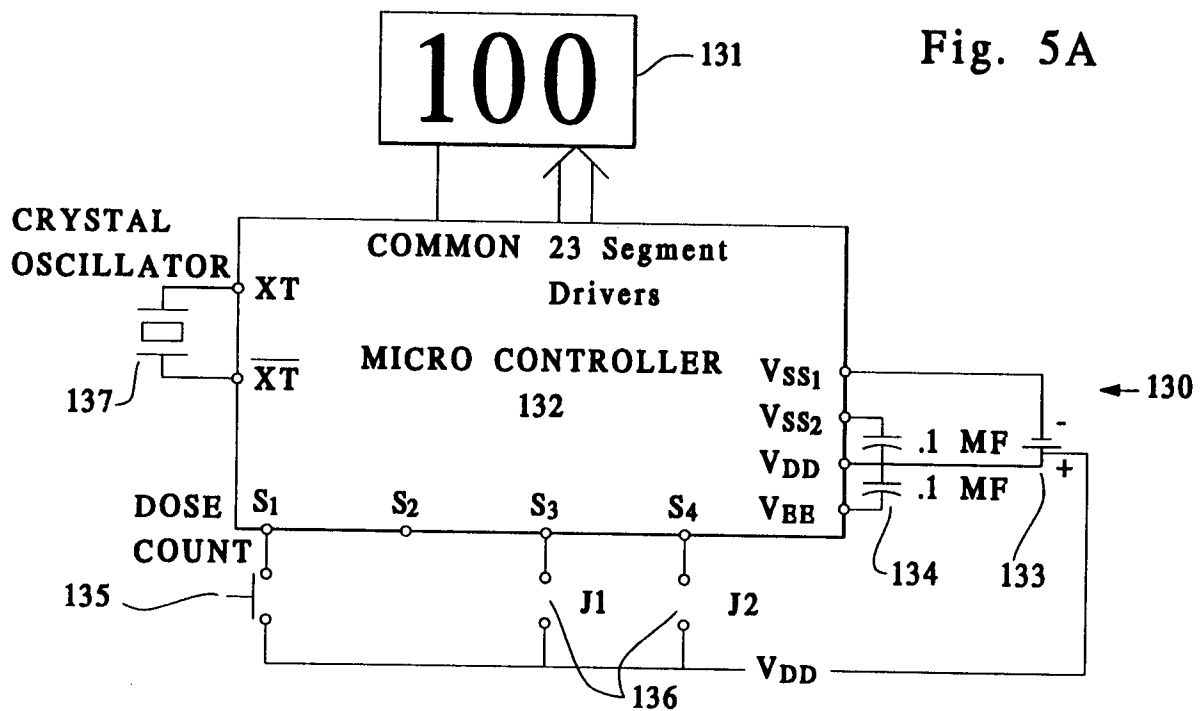 100
131
Fig. 5A
CRYSTAL
OSCILLATOR
COMMON 23 Segment
Drivers
XT
XT
137
MICRO CONTROLLER
132
VSS1
VSS2
VDD
VEE
130
-
.1 MF
+
.1 MF
134
133
DOSE
COUNT
S1
S2
S3
S4
135
J1
J2
136
VDD